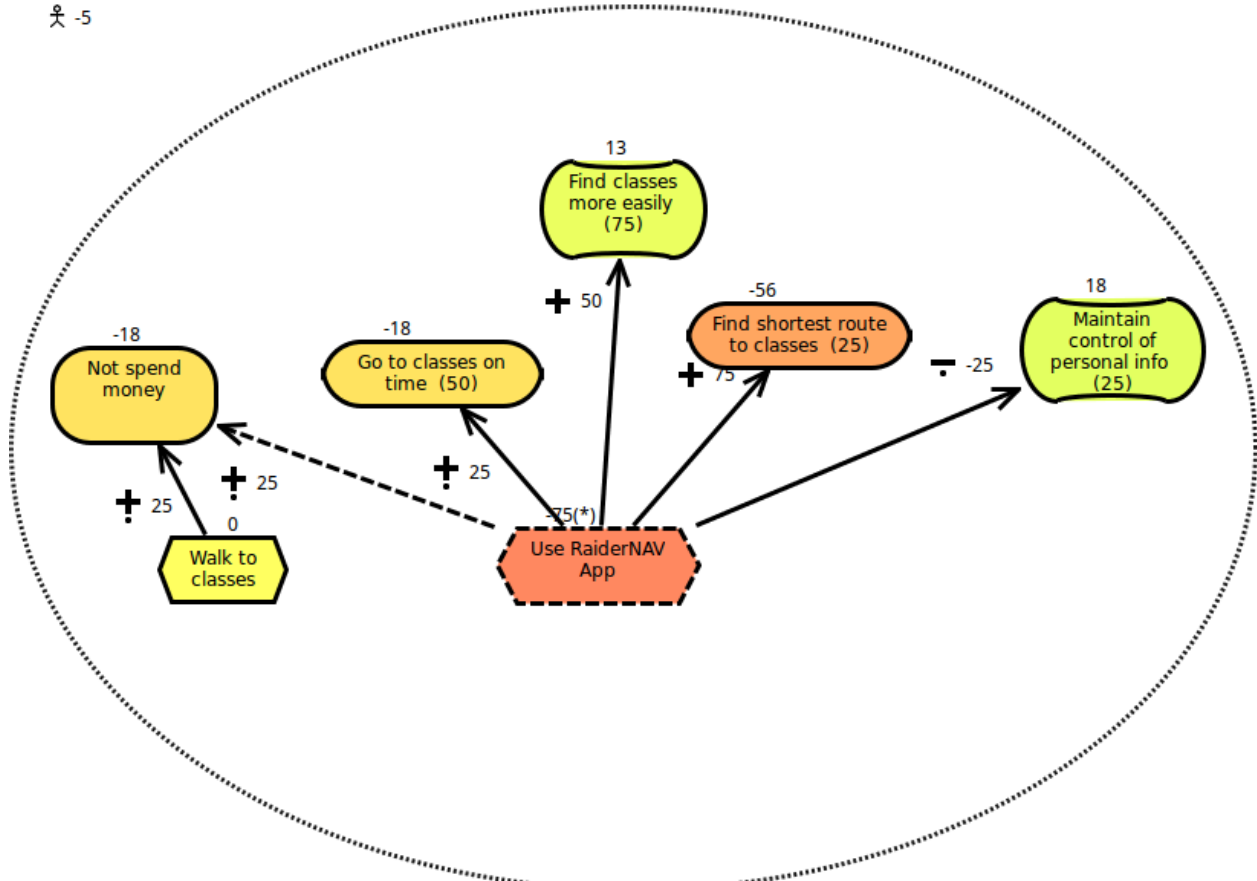 -5
13
Find classes
more easily
(75)
50
-56
Find shortest route
to classes (25)
75
18
Maintain
control of
personal info
(25)
-25
-18
Go to classes on
time (50)
25
-18
Not spend
money
25
25
0
Walk to
classes
-75(*)
Use RaiderNAV
App